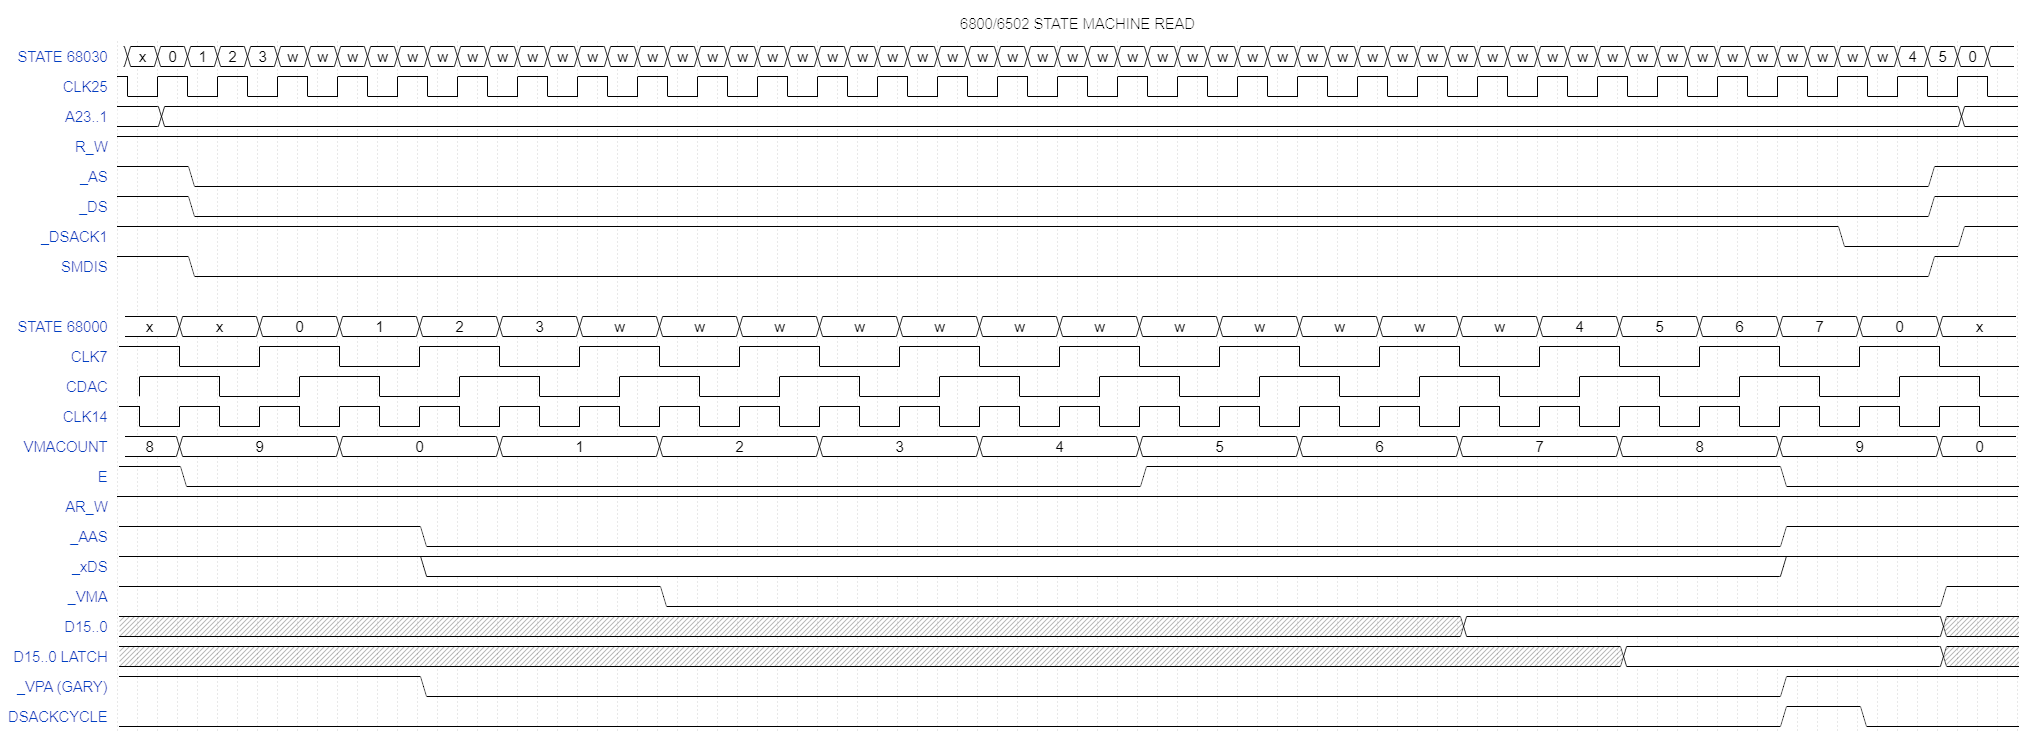 6800/6502 STATE MACHINE READ
STATE 68030 x 0 1 2 3 w w w w w w w w w w w w w w w w w w w w w w w w w w w w w w w w w w w w w w w w w w w w w w w w w w w w w w 4 5 0
CLK25
A23..1
R_W
_AS
_DS
_DSACK1
SMDIS
STATE 68000 x x 0 1 2 3 w w w w w w w w w w w w 4 5 6 7 0 x
CLK7
CDAC
CLK14
VMACOUNT 8 9 0 1 2 3 4 5 6 7 8 9 0
E
AR_W
_AAS
_xDS
_VMA
D15..0
D15..0 LATCH
_VPA (GARY)
DSACKCYCLE